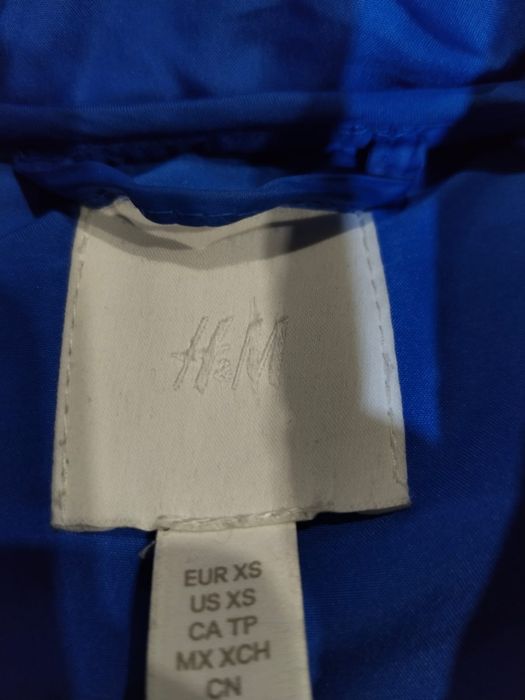 H&M
EUR XS
US XS
CA TP
MX XCH
CN